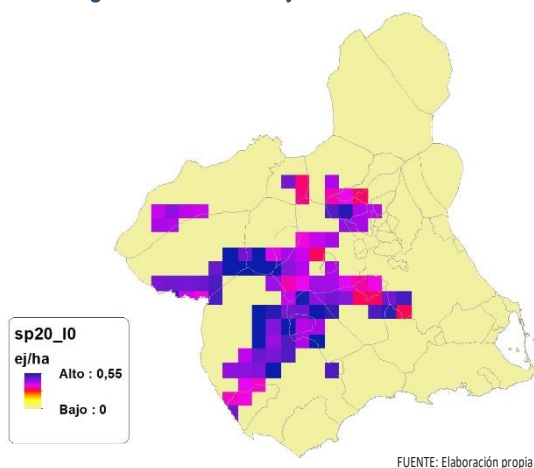 sp20_I0
ej/ha
Alto : 0,55
Bajo : 0
FUENTE: Elaboración propia